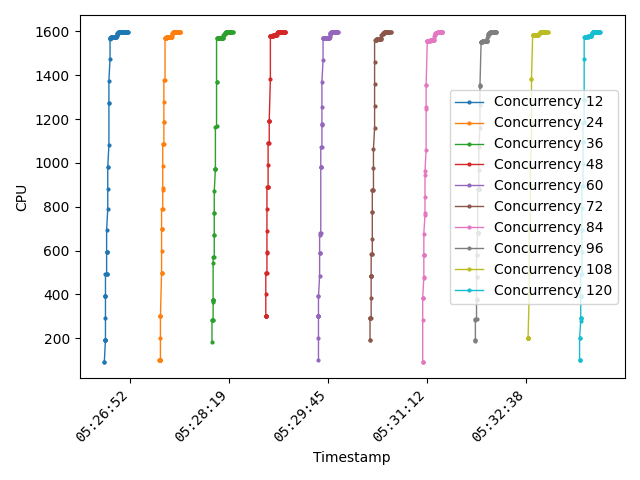 1600
1400
1200
1000
800
600
400
200
CPU
Concurrency 12
Concurrency 24
Concurrency 36
Concurrency 48
Concurrency 60
Concurrency 72
Concurrency 84
Concurrency 96
Concurrency 108
Concurrency 120
05:26:52
05:28:19
05:29:45
05:31:12
05:32:38
Timestamp